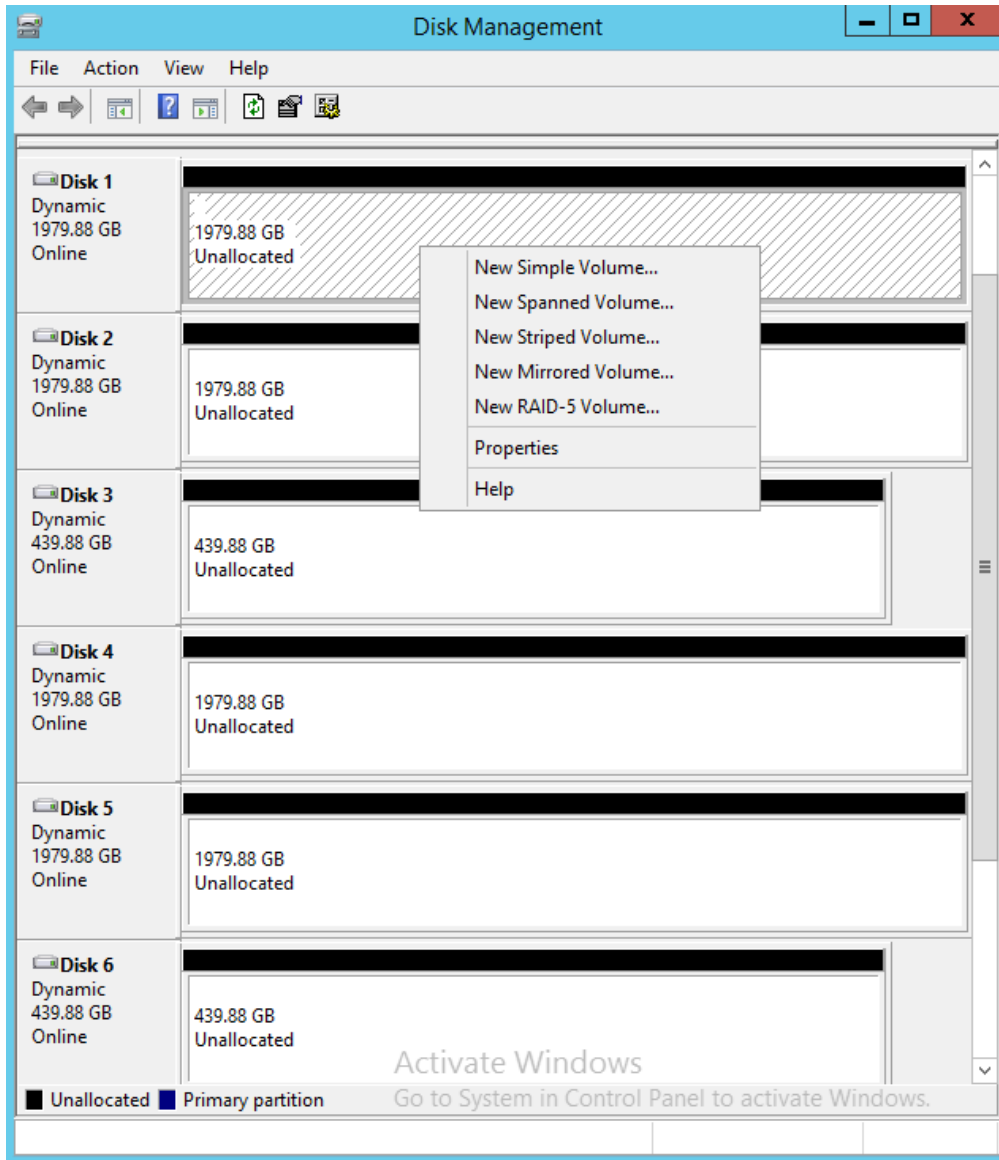 Disk Management
File Action View Help
Disk 1
Dynamic
1979.88 GB
Online
1979.88 GB
Unallocated
New Simple Volume...
New Spanned Volume...
New Striped Volume...
New Mirrored Volume...
New RAID-5 Volume...
Properties
Help
Disk 2
Dynamic
1979.88 GB
Online
1979.88 GB
Unallocated
Disk 3
Dynamic
439.88 GB
Online
439.88 GB
Unallocated
Disk 4
Dynamic
1979.88 GB
Online
1979.88 GB
Unallocated
Disk 5
Dynamic
1979.88 GB
Online
1979.88 GB
Unallocated
Disk 6
Dynamic
439.88 GB
Online
439.88 GB
Unallocated
Activate Windows
Go to System in Control Panel to activate Windows.
Unallocated Primary partition